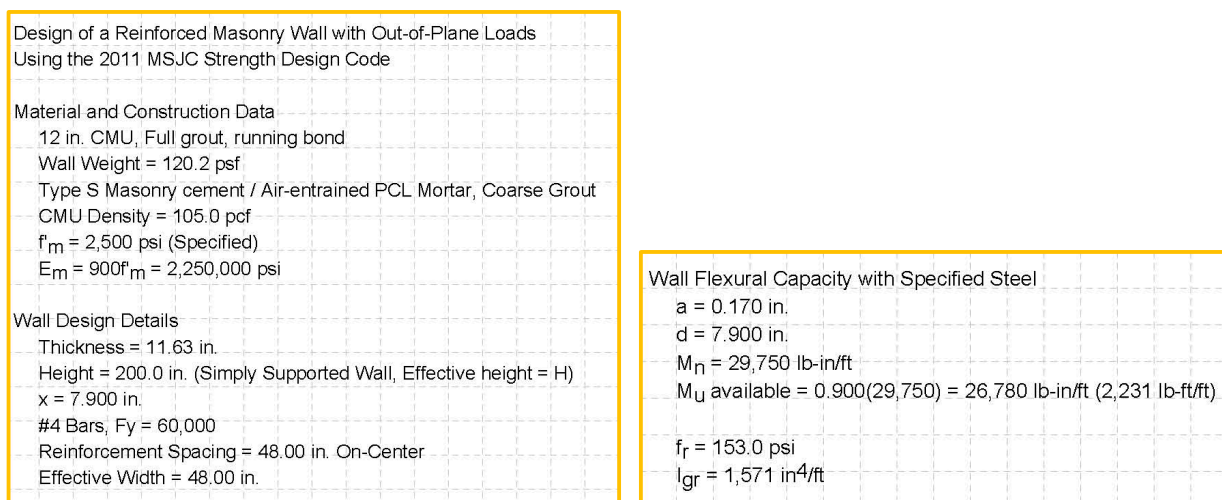 Design of a Reinforced Masonry Wall with Out-of-Plane Loads
Using the 2011 MSJC Strength Design Code
Material and Construction Data
12 in. CMU, Full grout, running bond
Wall Weight = 120.2 psf
Type S Masonry cement / Air-entrained PCL Mortar, Coarse Grout
CMU Density = 105.0 pcf
f'm = 2,500 psi (Specified)
Em = 900f'm = 2,250,000 psi
Wall Design Details
Thickness = 11.63 in.
Height = 200.0 in. (Simply Supported Wall, Effective height = H)
x = 7.900 in.
#4 Bars, Fy = 60,000
Reinforcement Spacing = 48.00 in. On-Center
Effective Width = 48.00 in.
Wall Flexural Capacity with Specified Steel
a = 0.170 in.
d = 7.900 in.
Mn = 29,750 lb-in/ft
Mu available = 0.900(29,750) = 26,780 lb-in/ft (2,231 lb-ft/ft)
fr = 153.0 psi
Igr = 1,571 in⁴/ft